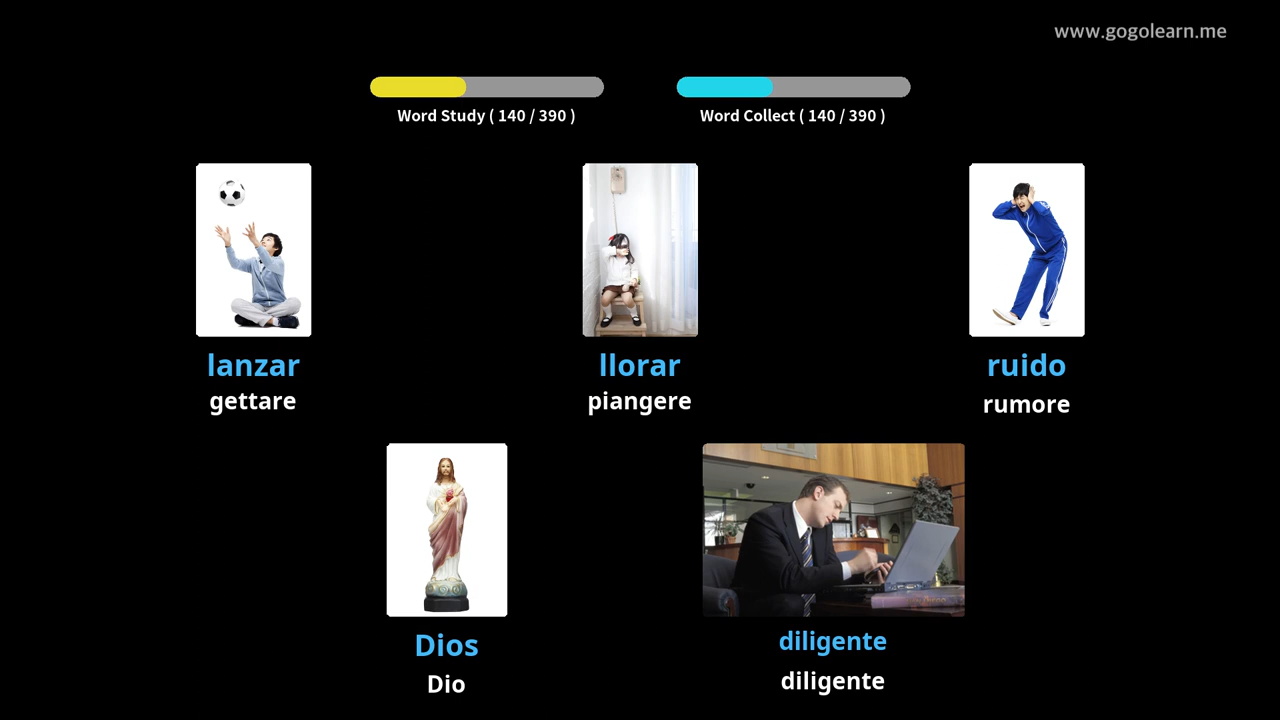 www.gogolearn.me
Word Study ( 140 / 390 )
Word Collect ( 140 / 390 )
lanzar
gettare
llorar
piangere
ruido
rumore
Dios
Dio
diligente
diligente